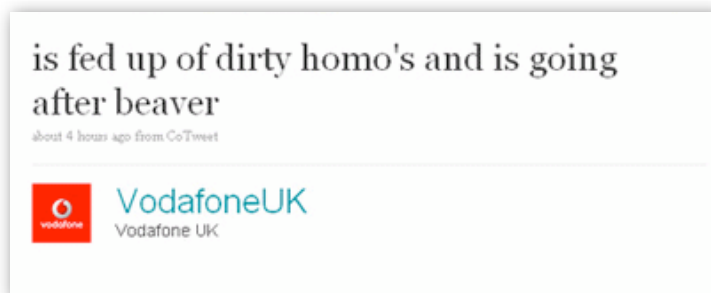 is fed up of dirty homo's and is going
after beaver
about 4 hours ago from CoTweet
VodafoneUK
vodafone
Vodafone UK